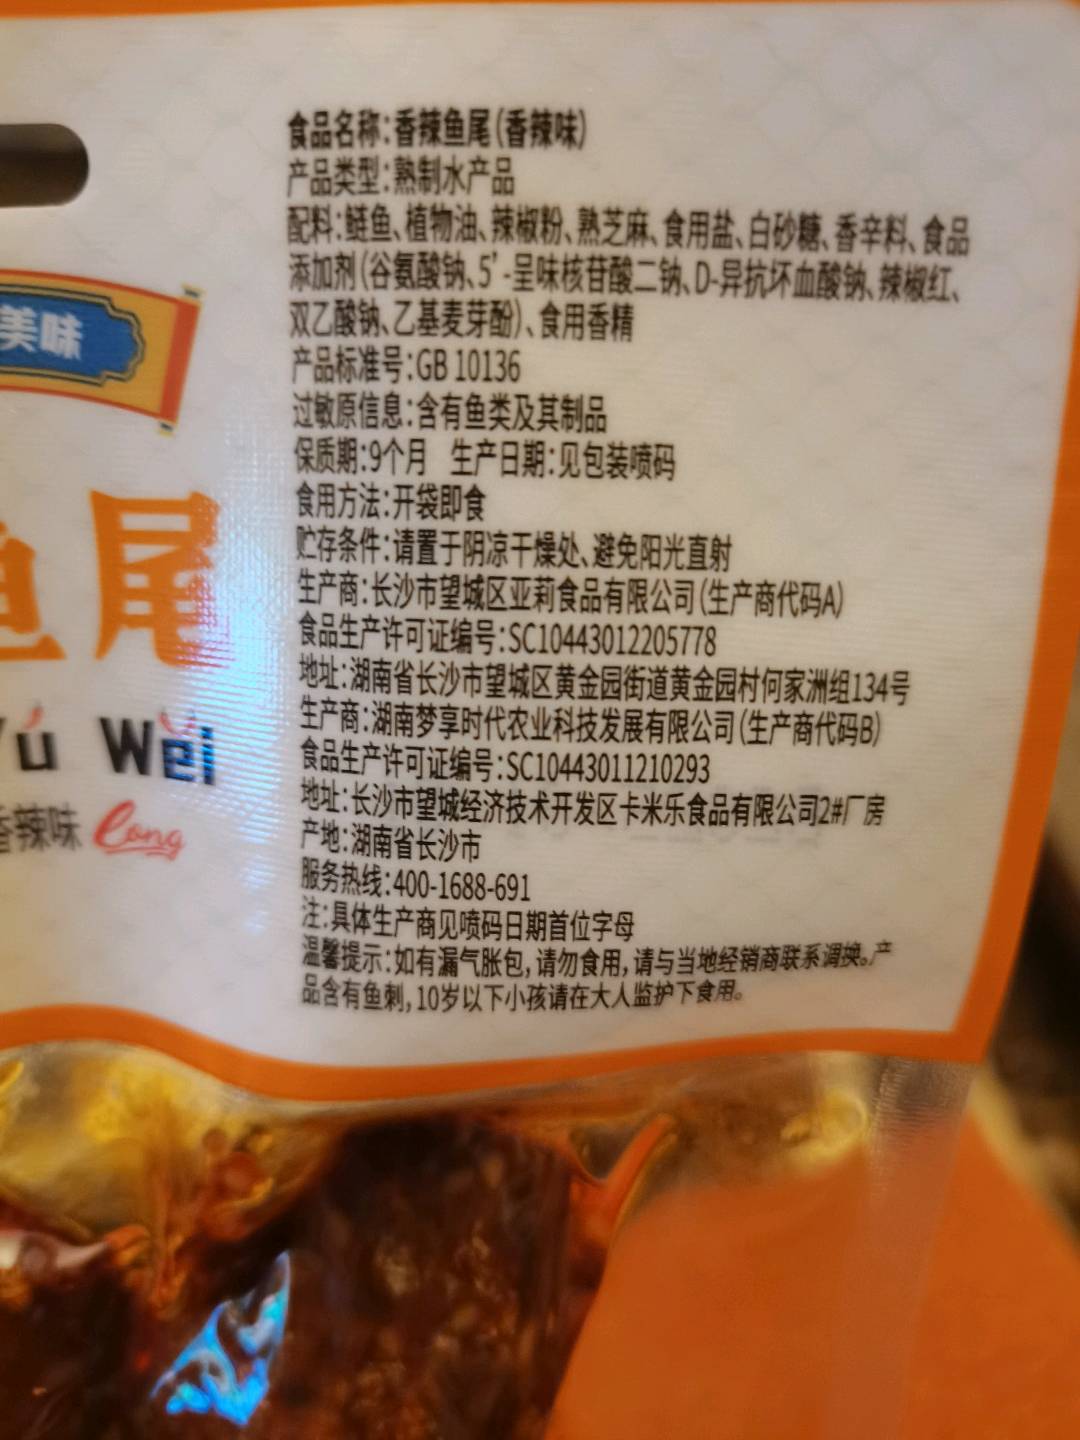 食品名称:香辣鱼尾(香辣味)
产品类型:熟制水产品
配料:鲢鱼、植物油、辣椒粉、熟芝麻、食用盐、白砂糖、香辛料、食品
添加剂(谷氨酸钠、5'-呈味核苷酸二钠、D-异抗坏血酸钠、辣椒红、
双乙酸钠、乙基麦芽酚)、食用香精
产品标准号:GB 10136
过敏原信息:含有鱼类及其制品
保质期:9个月 生产日期:见包装喷码
食用方法:开袋即食
贮存条件:请置于阴凉干燥处、避免阳光直射
生产商:长沙市望城区亚莉食品有限公司(生产商代码A)
食品生产许可证编号:SC10443012205778
地址:湖南省长沙市望城区黄金园街道黄金园村何家洲组134号
生产商:湖南梦享时代农业科技发展有限公司(生产商代码B)
食品生产许可证编号:SC10443011210293
地址:长沙市望城经济技术开发区卡米乐食品有限公司2#厂房
产地:湖南省长沙市
服务热线:400-1688-691
注:具体生产商见喷码日期首位字母
温馨提示:如有漏气胀包,请勿食用,请与当地经销商联系调换。产
品含有鱼刺,10岁以下小孩请在大人监护下食用。
美味
鱼尾
Yú Wěi
香辣味 Long